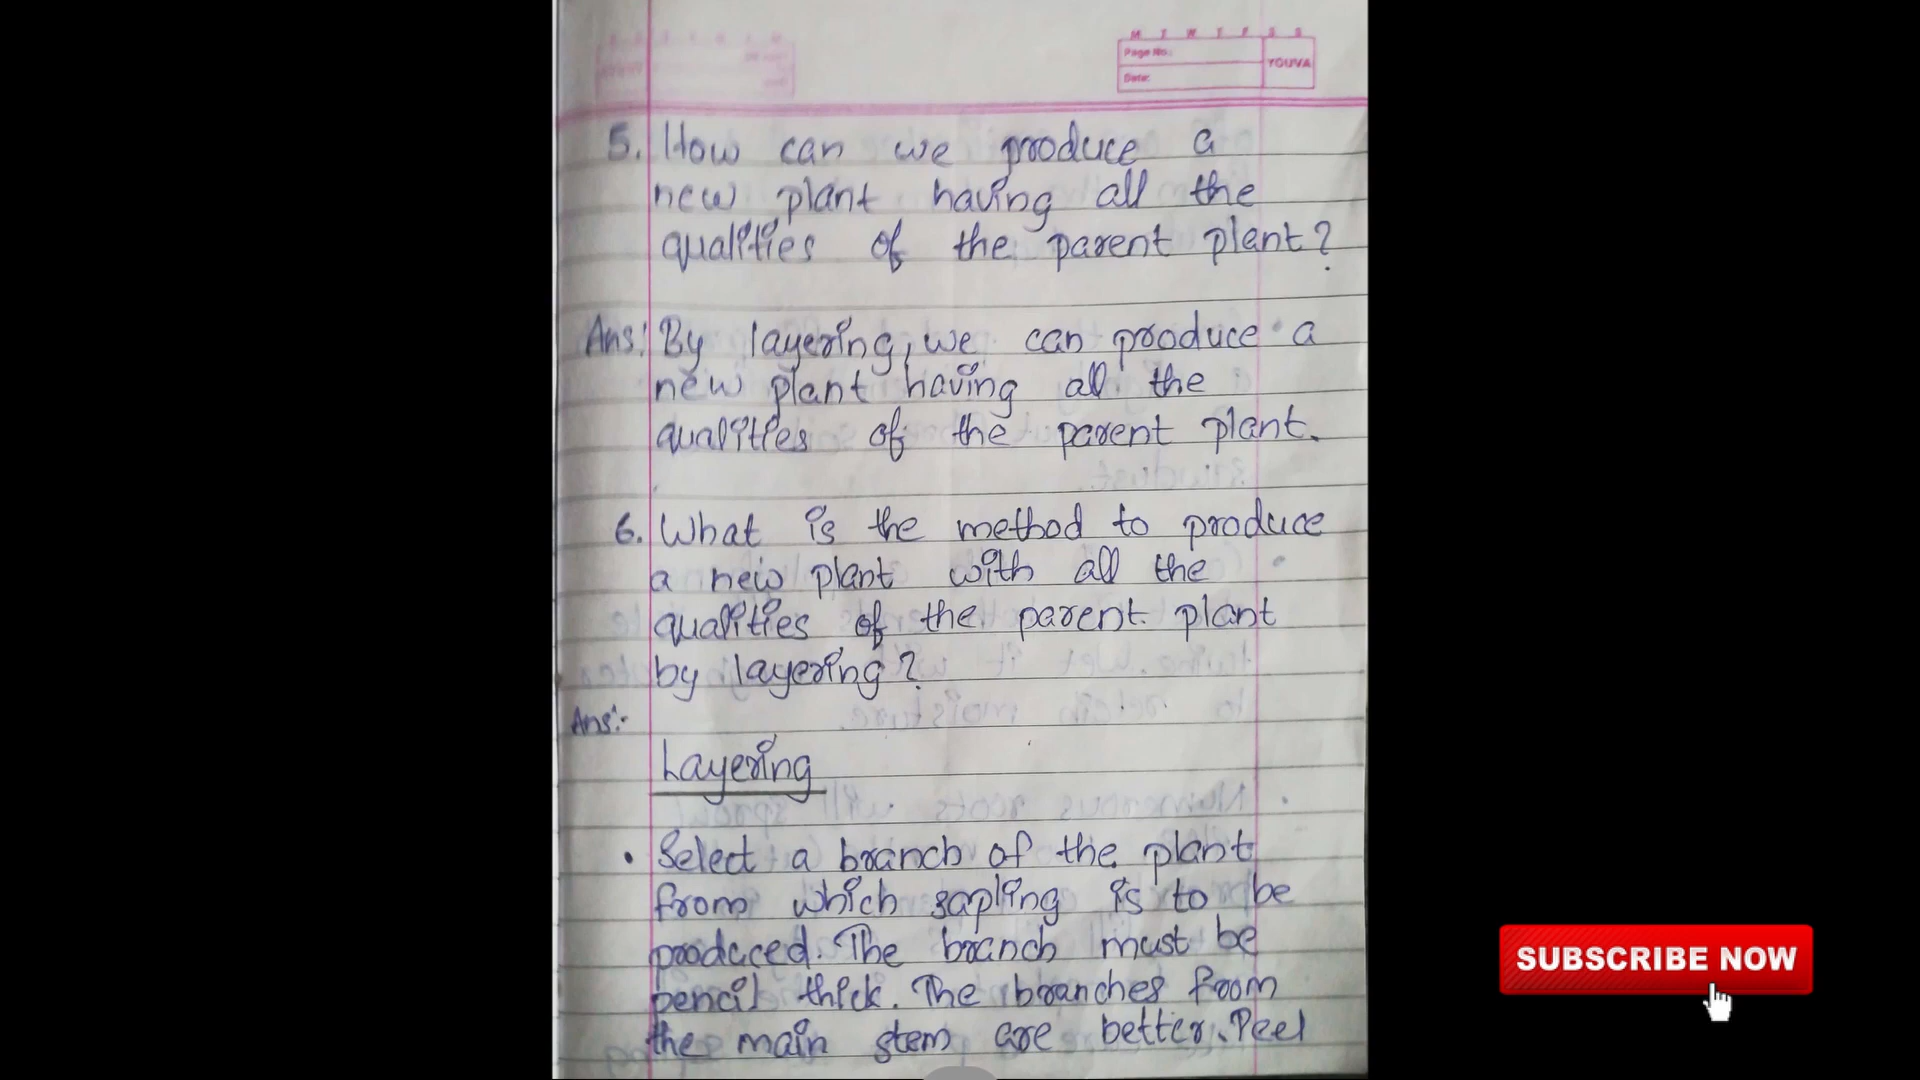 M T W T F S S
Page No.:
Date:
YOUVA
5. How can we produce a
new plant having all the
qualities of the parent plant?
Ans: By layering, we can produce a
new plant having all the
qualities of the parent plant.
6. What is the method to produce
a new plant with all the
qualities of the parent plant
by layering?
Ans:-
Layering
• Select a branch of the plant
from which sapling is to be
produced. The branch must be
pencil thick. The branches from
the main stem are better. Peel
SUBSCRIBE NOW